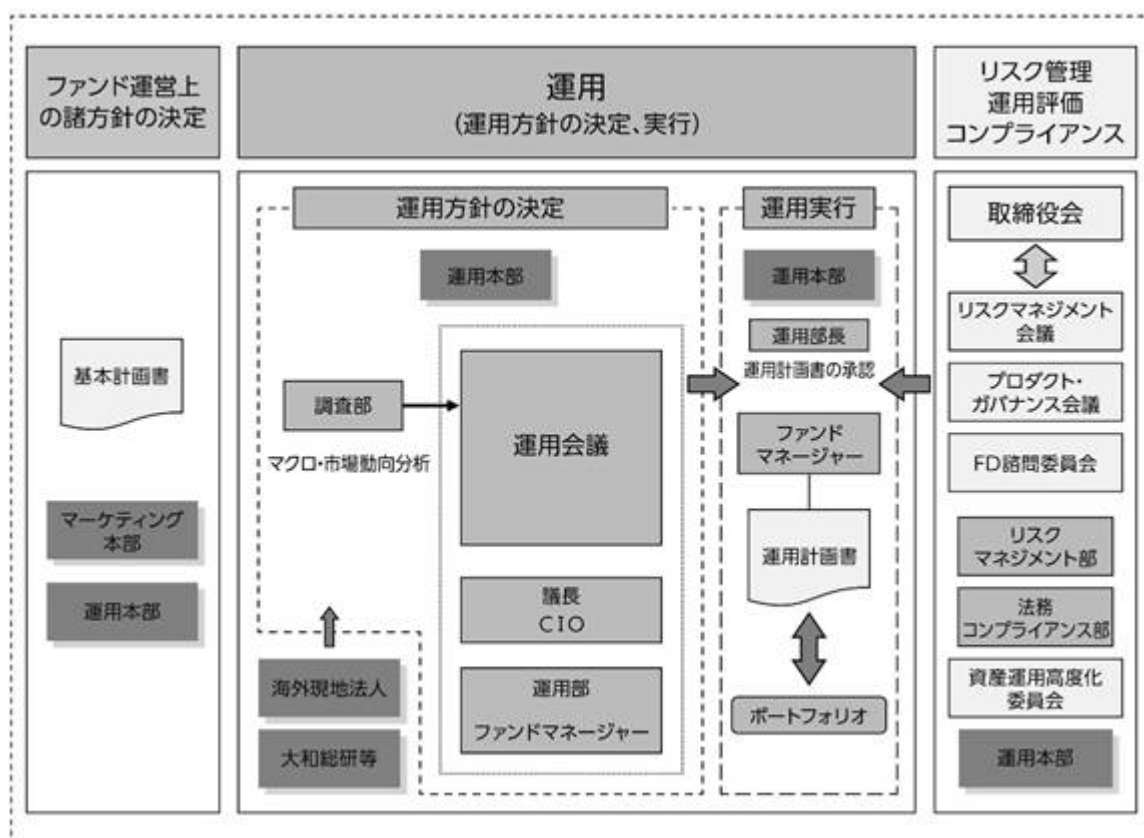 ファンド運営上
の諸方針の決定
運用
(運用方針の決定、実行)
リスク管理
運用評価
コンプライアンス
基本計画書
マーケティング
本部
運用本部
運用方針の決定
運用本部
調査部
マクロ・市場動向分析
運用会議
議長
CIO
運用部
ファンドマネージャー
海外現地法人
大和総研等
運用実行
運用本部
運用部長
運用計画書の承認
ファンド
マネージャー
運用計画書
ポートフォリオ
取締役会
リスクマネジメント
会議
プロダクト・
ガバナンス会議
FD諮問委員会
リスク
マネジメント部
法務
コンプライアンス部
資産運用高度化
委員会
運用本部